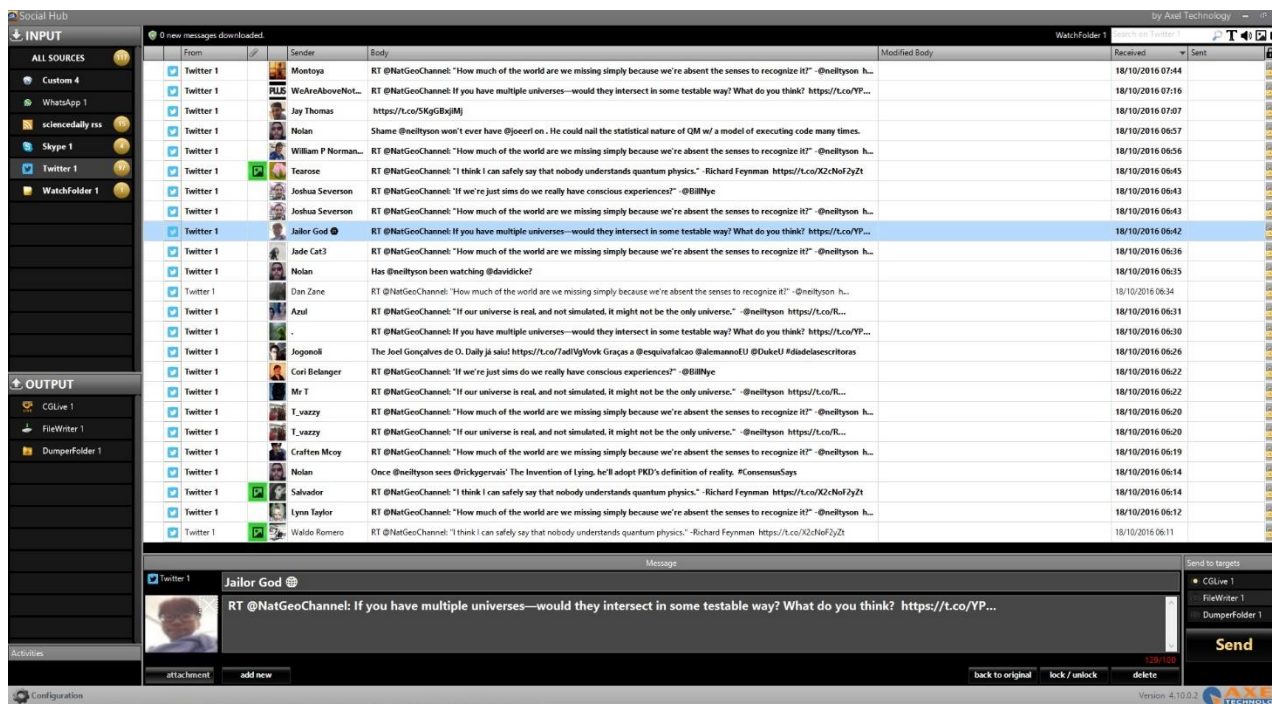 Social Hub by Axel Technology
INPUT
ALL SOURCES 117
Custom 4
WhatsApp 1
sciencedaily rss 15
Skype 1 4
Twitter 1 97
WatchFolder 1 1
OUTPUT
CGLive 1
FileWriter 1
DumperFolder 1
Activities
0 new messages downloaded. WatchFolder 1 Search on Twitter 1
From Sender Body Modified Body Received Sent
Twitter 1 Montoya RT @NatGeoChannel: "How much of the world are we missing simply because we're absent the senses to recognize it?" -@neiltyson h... 18/10/2016 07:44
Twitter 1 PLUS WeAreAboveNot... RT @NatGeoChannel: If you have multiple universes—would they intersect in some testable way? What do you think? https://t.co/YP... 18/10/2016 07:16
Twitter 1 Jay Thomas https://t.co/SKgGBxjiMj 18/10/2016 07:07
Twitter 1 Nolan Shame @neiltyson won't ever have @joeerl on . He could nail the statistical nature of QM w/ a model of executing code many times. 18/10/2016 06:57
Twitter 1 William P Norman... RT @NatGeoChannel: "How much of the world are we missing simply because we're absent the senses to recognize it?" -@neiltyson h... 18/10/2016 06:56
Twitter 1 Tearose RT @NatGeoChannel: "I think I can safely say that nobody understands quantum physics." -Richard Feynman https://t.co/X2cNoF2yZt 18/10/2016 06:45
Twitter 1 Joshua Severson RT @NatGeoChannel: "If we're just sims do we really have conscious experiences?" -@BillNye 18/10/2016 06:43
Twitter 1 Joshua Severson RT @NatGeoChannel: "How much of the world are we missing simply because we're absent the senses to recognize it?" -@neiltyson h... 18/10/2016 06:43
Twitter 1 Jailor God RT @NatGeoChannel: If you have multiple universes—would they intersect in some testable way? What do you think? https://t.co/YP... 18/10/2016 06:42
Twitter 1 Jade Cat3 RT @NatGeoChannel: "How much of the world are we missing simply because we're absent the senses to recognize it?" -@neiltyson h... 18/10/2016 06:36
Twitter 1 Nolan Has @neiltyson been watching @davidicke? 18/10/2016 06:35
Twitter 1 Dan Zane RT @NatGeoChannel: "How much of the world are we missing simply because we're absent the senses to recognize it?" -@neiltyson h... 18/10/2016 06:34
Twitter 1 Azul RT @NatGeoChannel: "If our universe is real, and not simulated, it might not be the only universe." -@neiltyson https://t.co/R... 18/10/2016 06:31
Twitter 1 . RT @NatGeoChannel: If you have multiple universes—would they intersect in some testable way? What do you think? https://t.co/YP... 18/10/2016 06:30
Twitter 1 Jogonoli The Joel Gonçalves de O. Daily já saiu! https://t.co/7adIVgVovk Graças a @esquivafalcao @alemannoEU @DukeU #diadelasescritoras 18/10/2016 06:26
Twitter 1 Cori Belanger RT @NatGeoChannel: "If we're just sims do we really have conscious experiences?" -@BillNye 18/10/2016 06:22
Twitter 1 Mr T RT @NatGeoChannel: "If our universe is real, and not simulated, it might not be the only universe." -@neiltyson https://t.co/R... 18/10/2016 06:22
Twitter 1 T_vazzy RT @NatGeoChannel: "How much of the world are we missing simply because we're absent the senses to recognize it?" -@neiltyson h... 18/10/2016 06:20
Twitter 1 T_vazzy RT @NatGeoChannel: "If our universe is real, and not simulated, it might not be the only universe." -@neiltyson https://t.co/R... 18/10/2016 06:20
Twitter 1 Craften Mcoy RT @NatGeoChannel: "How much of the world are we missing simply because we're absent the senses to recognize it?" -@neiltyson h... 18/10/2016 06:19
Twitter 1 Nolan Once @neiltyson sees @rickygervais' The Invention of Lying, he'll adopt PKD's definition of reality. #ConsensusSays 18/10/2016 06:14
Twitter 1 Salvador RT @NatGeoChannel: "I think I can safely say that nobody understands quantum physics." -Richard Feynman https://t.co/X2cNoF2yZt 18/10/2016 06:14
Twitter 1 Lynn Taylor RT @NatGeoChannel: "How much of the world are we missing simply because we're absent the senses to recognize it?" -@neiltyson h... 18/10/2016 06:12
Twitter 1 Waldo Romero RT @NatGeoChannel: "I think I can safely say that nobody understands quantum physics." -Richard Feynman https://t.co/X2cNoF2yZt 18/10/2016 06:11
Message
Twitter 1 Jailor God
RT @NatGeoChannel: If you have multiple universes—would they intersect in some testable way? What do you think? https://t.co/YP...
129/100
attachment add new back to original lock / unlock delete
Send to targets
CGLive 1
FileWriter 1
DumperFolder 1
Send
Configuration Version 4.10.0.2
AXE
TECHNOLO